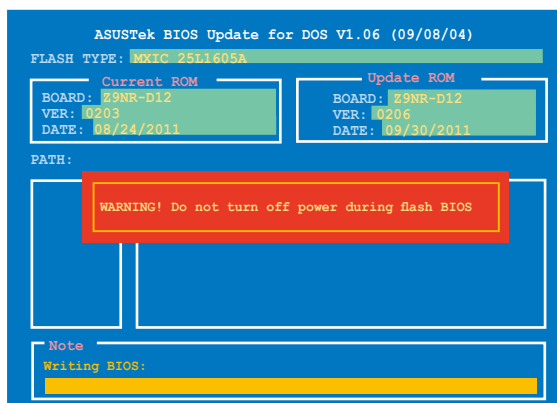 ASUSTek BIOS Update for DOS V1.06 (09/08/04)
FLASH TYPE: MXIC 25L1605A
Current ROM
BOARD: Z9NR-D12
VER: 0203
DATE: 08/24/2011
Update ROM
BOARD: Z9NR-D12
VER: 0206
DATE: 09/30/2011
PATH:
WARNING! Do not turn off power during flash BIOS
Note
Writing BIOS: